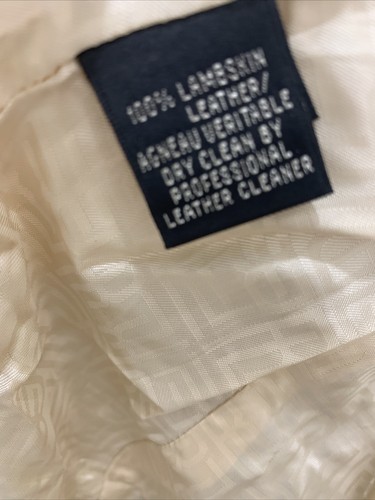 100% LAMBSKIN
LEATHER/
AGNEAU VERITABLE
DRY CLEAN BY
PROFESSIONAL
LEATHER CLEANER